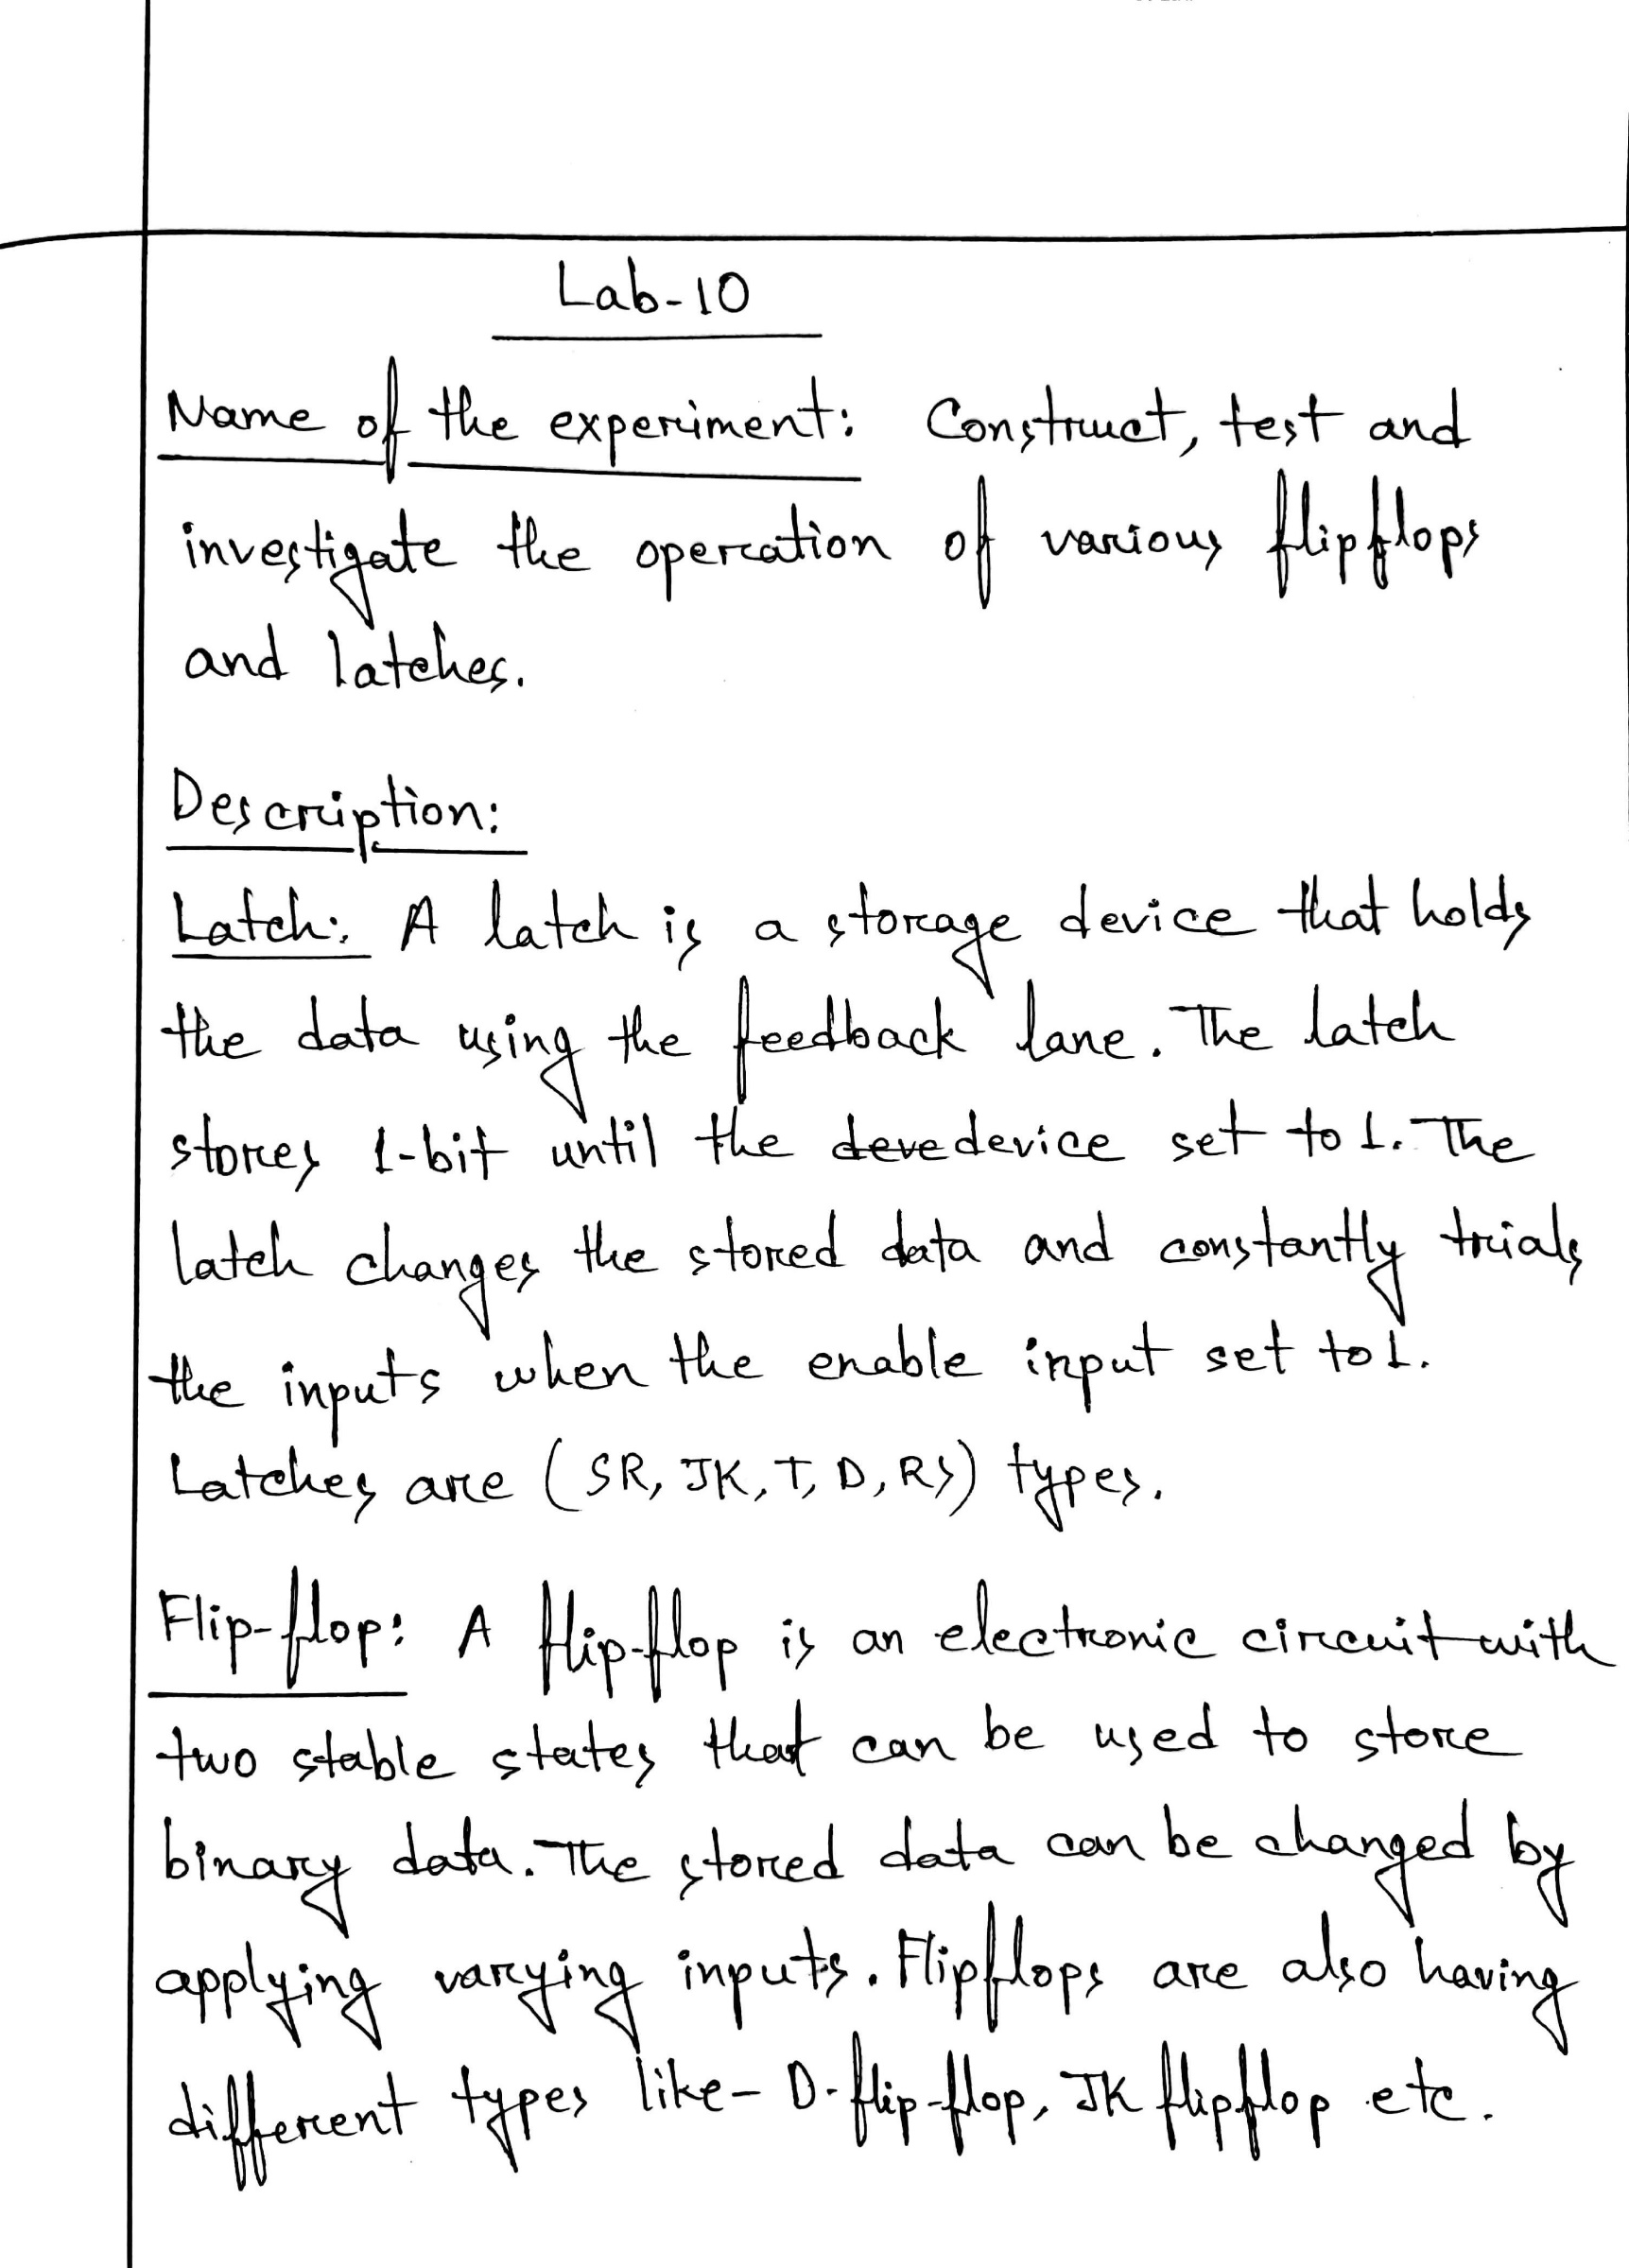 Lab-10
Name of the experiment: Construct, test and
investigate the operation of various flipflops
and latches.
Description:
Latch: A latch is a storage device that holds
the data using the feedback lane. The latch
stores 1-bit until the deve device set to 1. The
latch changes the stored data and constantly trials
the inputs when the enable input set to 1.
Latches are (SR, JK, T, D, RS) types.
Flip-flop: A flip-flop is an electronic circuit with
two stable states that can be used to store
binary data. The stored data can be changed by
applying varying inputs. Flipflops are also having
different types like- D-flip-flop, JK flipflop etc.